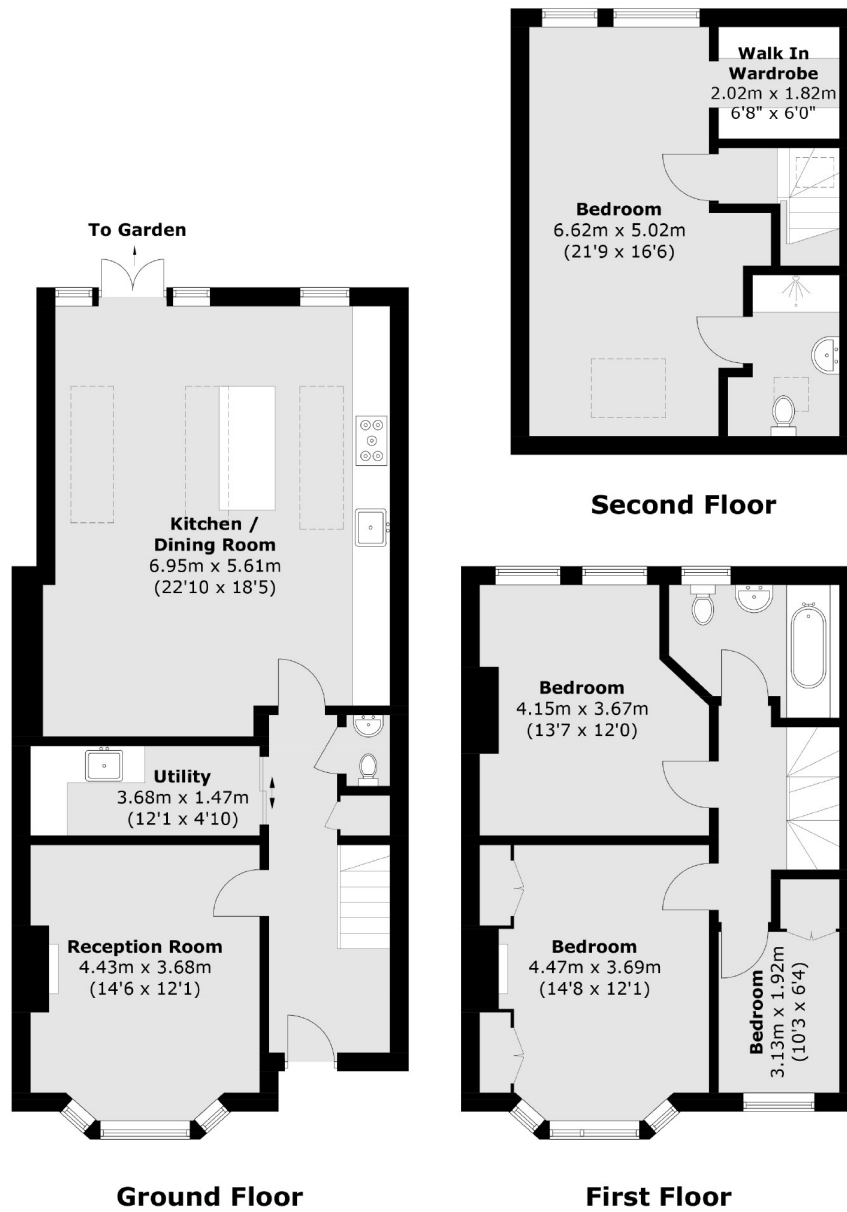 Walk In
Wardrobe
2.02m x 1.82m
6'8" x 6'0"
Bedroom
6.62m x 5.02m
(21'9 x 16'6)
Second Floor
To Garden
Kitchen /
Dining Room
6.95m x 5.61m
(22'10 x 18'5)
Utility
3.68m x 1.47m
(12'1 x 4'10)
Reception Room
4.43m x 3.68m
(14'6 x 12'1)
Ground Floor
Bedroom
4.15m x 3.67m
(13'7 x 12'0)
Bedroom
4.47m x 3.69m
(14'8 x 12'1)
Bedroom
3.13m x 1.92m
(10'3 x 6'4)
First Floor